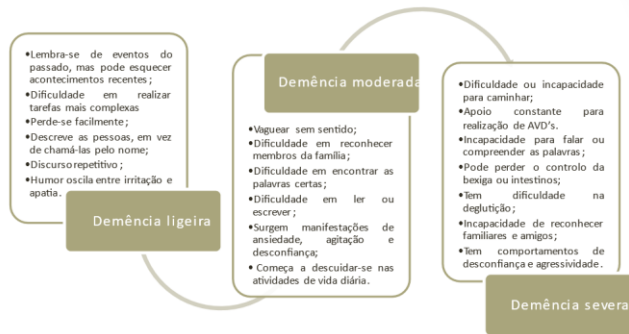 •Lembra-se de eventos do
passado, mas pode esquecer
acontecimentos recentes;
•Dificuldade em realizar
tarefas mais complexas
•Perde-se facilmente;
•Descreve as pessoas, em vez
de chamá-las pelo nome;
•Discurso repetitivo;
•Humor oscila entre irritação e
apatia.
Demência ligeira
Demência moderada
•Vaguear sem sentido;
•Dificuldade em reconhecer
membros da família;
•Dificuldade em encontrar as
palavras certas;
•Dificuldade em ler ou
escrever;
•Surgem manifestações de
ansiedade, agitação e
desconfiança;
• Começa a descuidar-se nas
atividades de vida diária.
•Dificuldade ou incapacidade
para caminhar;
•Apoio constante para
realização de AVD's.
•Incapacidade para falar ou
compreender as palavras;
•Pode perder o controlo da
bexiga ou intestinos;
•Tem dificuldade na
deglutição;
•Incapacidade de reconhecer
familiares e amigos;
•Tem comportamentos de
desconfiança e agressividade.
Demência severa